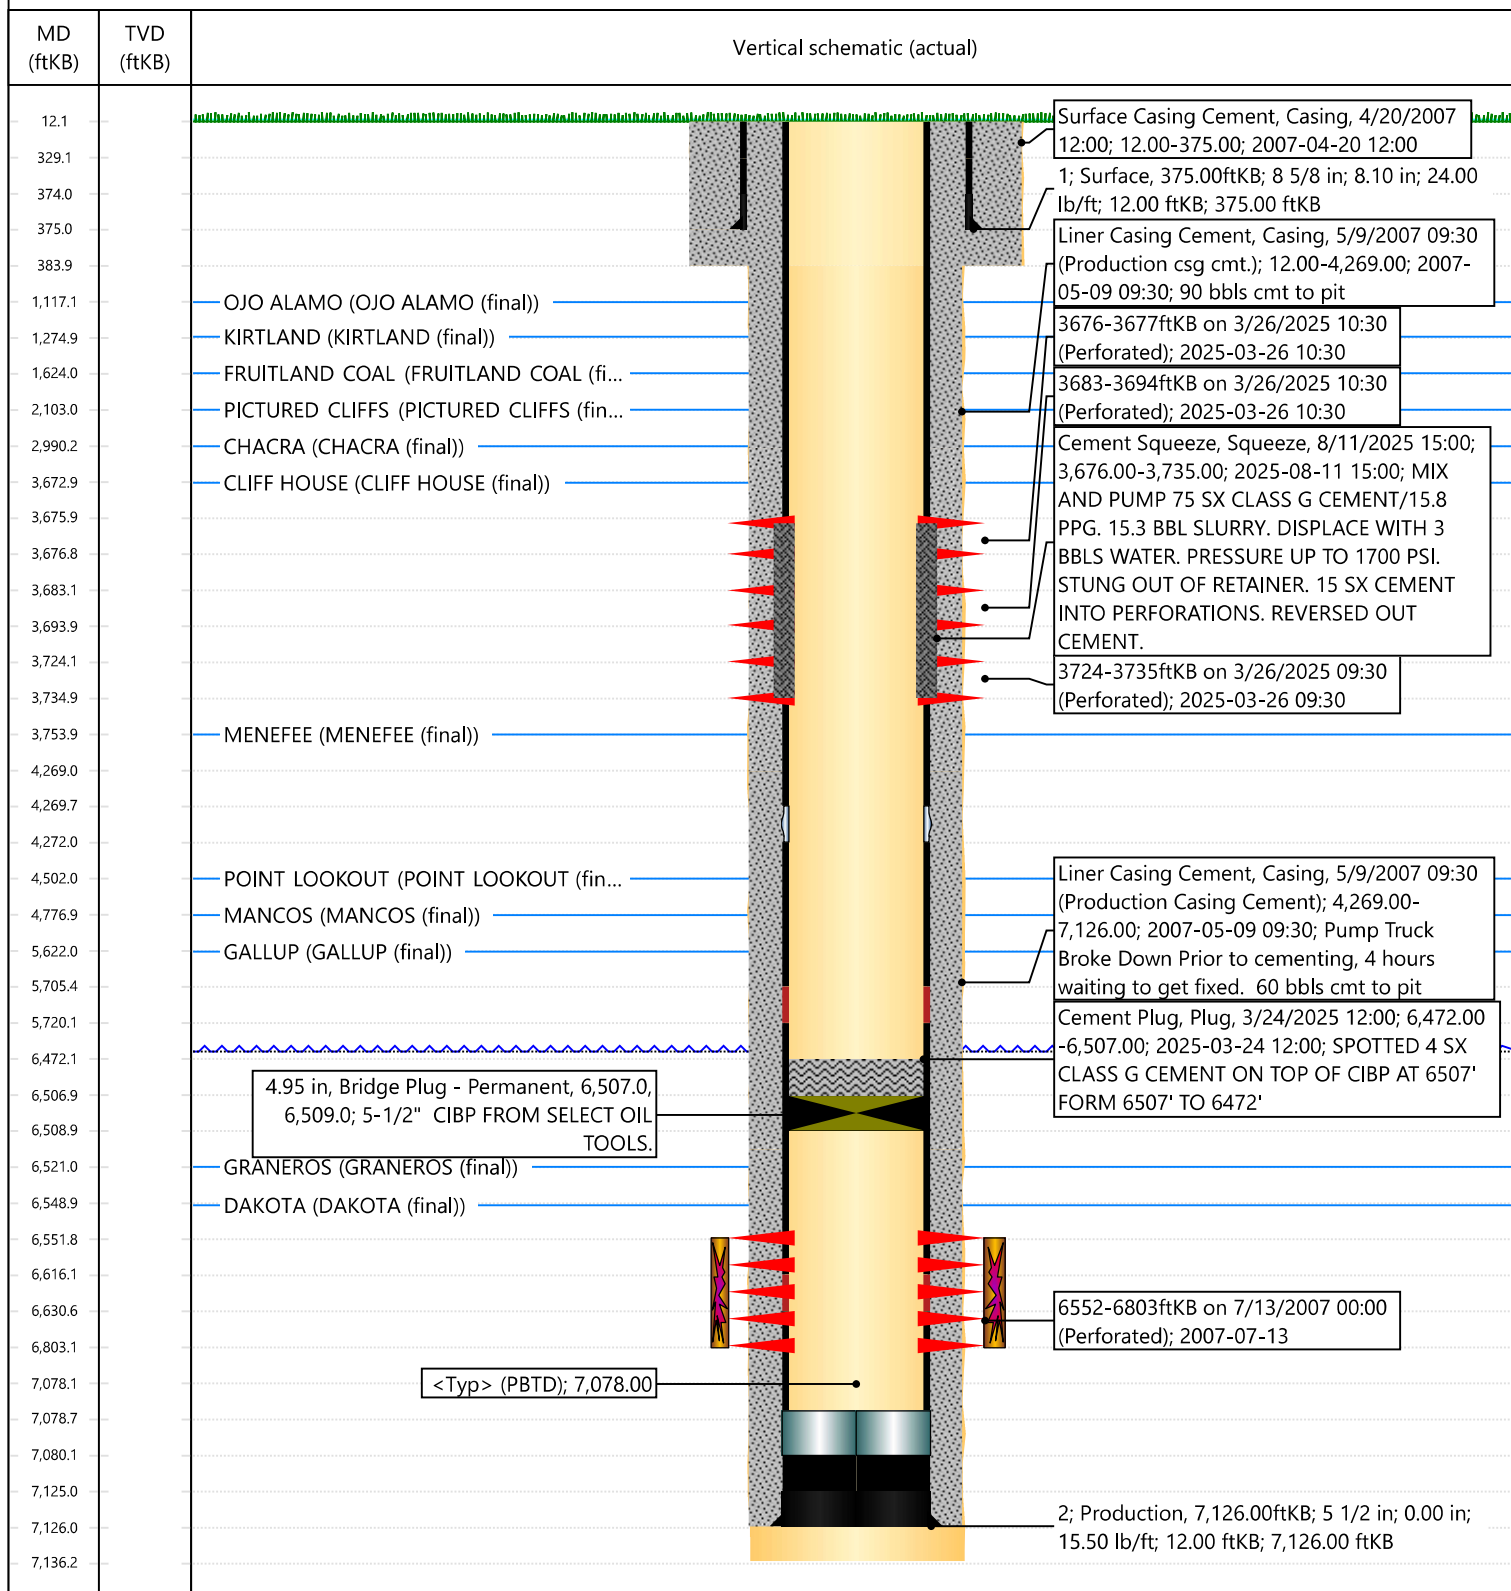 MD
(ftKB)
TVD
(ftKB)
Vertical schematic (actual)
12.1
329.1
374.0
375.0
383.9
1,117.1
1,274.9
1,624.0
2,103.0
2,990.2
3,672.9
3,675.9
3,676.8
3,683.1
3,693.9
3,724.1
3,734.9
3,753.9
4,269.0
4,269.7
4,272.0
4,502.0
4,776.9
5,622.0
5,705.4
5,720.1
6,472.1
6,506.9
6,508.9
6,521.0
6,548.9
6,551.8
6,616.1
6,630.6
6,803.1
7,078.1
7,078.7
7,080.1
7,125.0
7,126.0
7,136.2
OJO ALAMO (OJO ALAMO (final))
KIRTLAND (KIRTLAND (final))
FRUITLAND COAL (FRUITLAND COAL (fi...
PICTURED CLIFFS (PICTURED CLIFFS (fin...
CHACRA (CHACRA (final))
CLIFF HOUSE (CLIFF HOUSE (final))
MENEFEE (MENEFEE (final))
POINT LOOKOUT (POINT LOOKOUT (fin...
MANCOS (MANCOS (final))
GALLUP (GALLUP (final))
4.95 in, Bridge Plug - Permanent, 6,507.0,
6,509.0; 5-1/2" CIBP FROM SELECT OIL
TOOLS.
GRANEROS (GRANEROS (final))
DAKOTA (DAKOTA (final))
<Typ> (PBTD); 7,078.00
Surface Casing Cement, Casing, 4/20/2007
12:00; 12.00-375.00; 2007-04-20 12:00
1; Surface, 375.00ftKB; 8 5/8 in; 8.10 in; 24.00
lb/ft; 12.00 ftKB; 375.00 ftKB
Liner Casing Cement, Casing, 5/9/2007 09:30
(Production csg cmt.); 12.00-4,269.00; 2007-
05-09 09:30; 90 bbls cmt to pit
3676-3677ftKB on 3/26/2025 10:30
(Perforated); 2025-03-26 10:30
3683-3694ftKB on 3/26/2025 10:30
(Perforated); 2025-03-26 10:30
Cement Squeeze, Squeeze, 8/11/2025 15:00;
3,676.00-3,735.00; 2025-08-11 15:00; MIX
AND PUMP 75 SX CLASS G CEMENT/15.8
PPG. 15.3 BBL SLURRY. DISPLACE WITH 3
BBLS WATER. PRESSURE UP TO 1700 PSI.
STUNG OUT OF RETAINER. 15 SX CEMENT
INTO PERFORATIONS. REVERSED OUT
CEMENT.
3724-3735ftKB on 3/26/2025 09:30
(Perforated); 2025-03-26 09:30
Liner Casing Cement, Casing, 5/9/2007 09:30
(Production Casing Cement); 4,269.00-
7,126.00; 2007-05-09 09:30; Pump Truck
Broke Down Prior to cementing, 4 hours
waiting to get fixed. 60 bbls cmt to pit
Cement Plug, Plug, 3/24/2025 12:00; 6,472.00
-6,507.00; 2025-03-24 12:00; SPOTTED 4 SX
CLASS G CEMENT ON TOP OF CIBP AT 6507'
FORM 6507' TO 6472'
6552-6803ftKB on 7/13/2007 00:00
(Perforated); 2007-07-13
2; Production, 7,126.00ftKB; 5 1/2 in; 0.00 in;
15.50 lb/ft; 12.00 ftKB; 7,126.00 ftKB